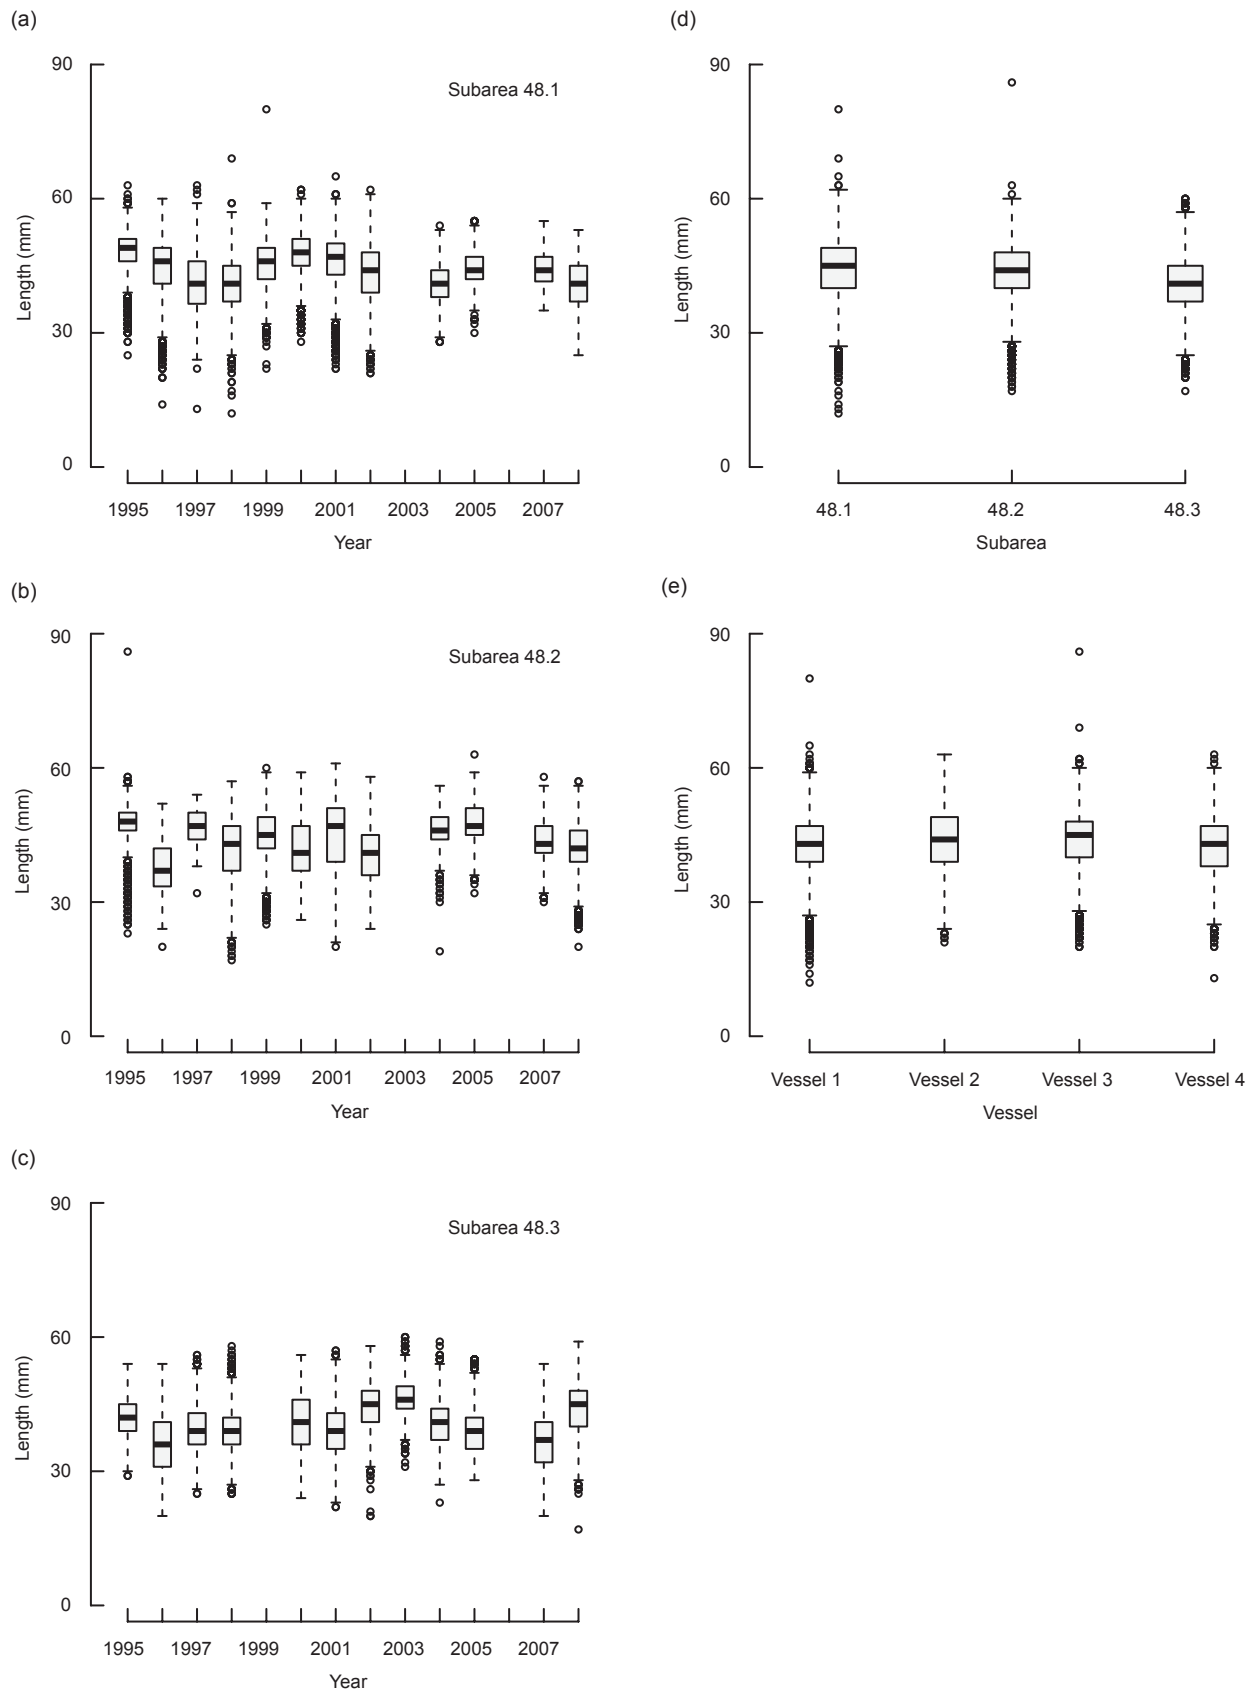 (a)
90
Subarea 48.1
60
Length (mm)
30
0
1995 1997 1999 2001 2003 2005 2007
Year
(d)
90
60
Length (mm)
30
0
48.1 48.2 48.3
Subarea
(b)
90
Subarea 48.2
60
Length (mm)
30
0
1995 1997 1999 2001 2003 2005 2007
Year
(e)
90
60
Length (mm)
30
0
Vessel 1 Vessel 2 Vessel 3 Vessel 4
Vessel
(c)
90
Subarea 48.3
60
Length (mm)
30
0
1995 1997 1999 2001 2003 2005 2007
Year